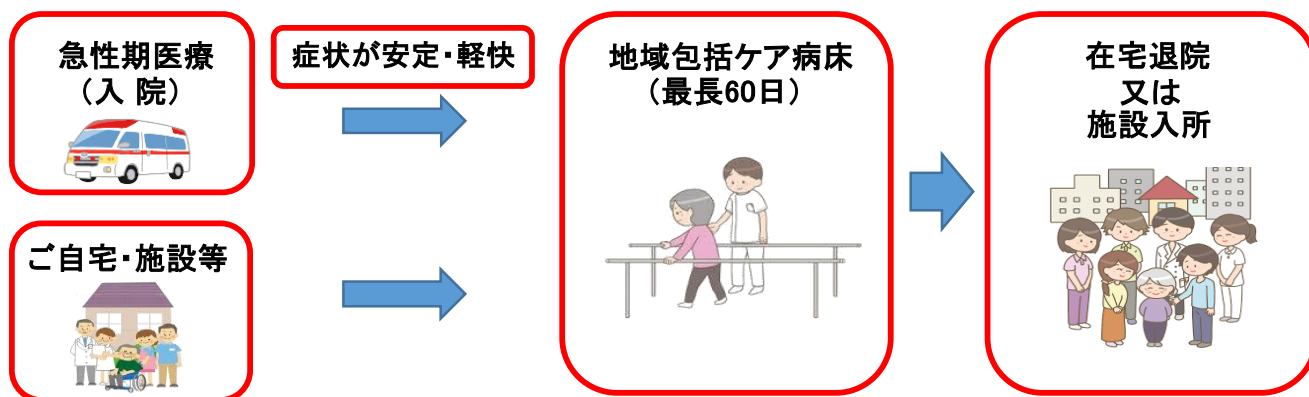 急性期医療
（入 院）
症状が安定・軽快
ご自宅・施設等
地域包括ケア病床
（最長60日）
在宅退院
又は
施設入所